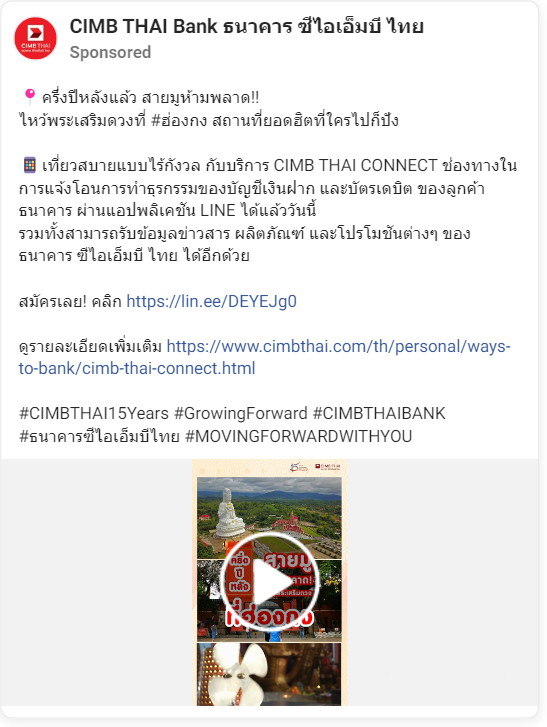 CIMB THAI
CIMB THAI Bank ธนาคาร ซีไอเอ็มบี ไทย
Sponsored
ครึ่งปีหลังแล้ว สายมูห้ามพลาด!!
ไหว้พระเสริมดวงที่ #ฮ่องกง สถานที่ยอดฮิตที่ใครไปก็ปัง
เที่ยวสบายแบบไร้กังวล กับบริการ CIMB THAI CONNECT ช่องทางใน
การแจ้งโอนการทำธุรกรรมของบัญชีเงินฝาก และบัตรเดบิต ของลูกค้า
ธนาคาร ผ่านแอปพลิเคชัน LINE ได้แล้ววันนี้
รวมทั้งสามารถรับข้อมูลข่าวสาร ผลิตภัณฑ์ และโปรโมชันต่างๆ ของ
ธนาคาร ซีไอเอ็มบี ไทย ได้อีกด้วย
สมัครเลย! คลิก https://lin.ee/DEYEJg0
ดูรายละเอียดเพิ่มเติม https://www.cimbthai.com/th/personal/ways-
to-bank/cimb-thai-connect.html
#CIMBTHAI15Years #GrowingForward #CIMBTHAIBANK
#ธนาคารซีไอเอ็มบีไทย #MOVINGFORWARDWITHYOU
CIMB THAI
ครึ่ง
ปี
หลัง
สายมู
ที่ฮ่องกง